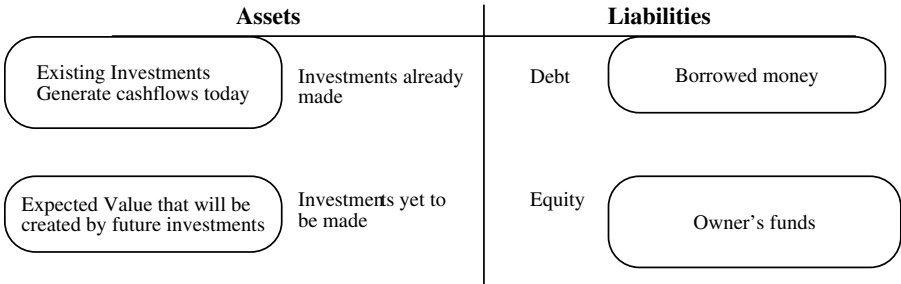 Assets
Liabilities
Existing Investments
Generate cashflows today
Investments already
made
Debt
Borrowed money
Expected Value that will be
created by future investments
Investments yet to
be made
Equity
Owner's funds